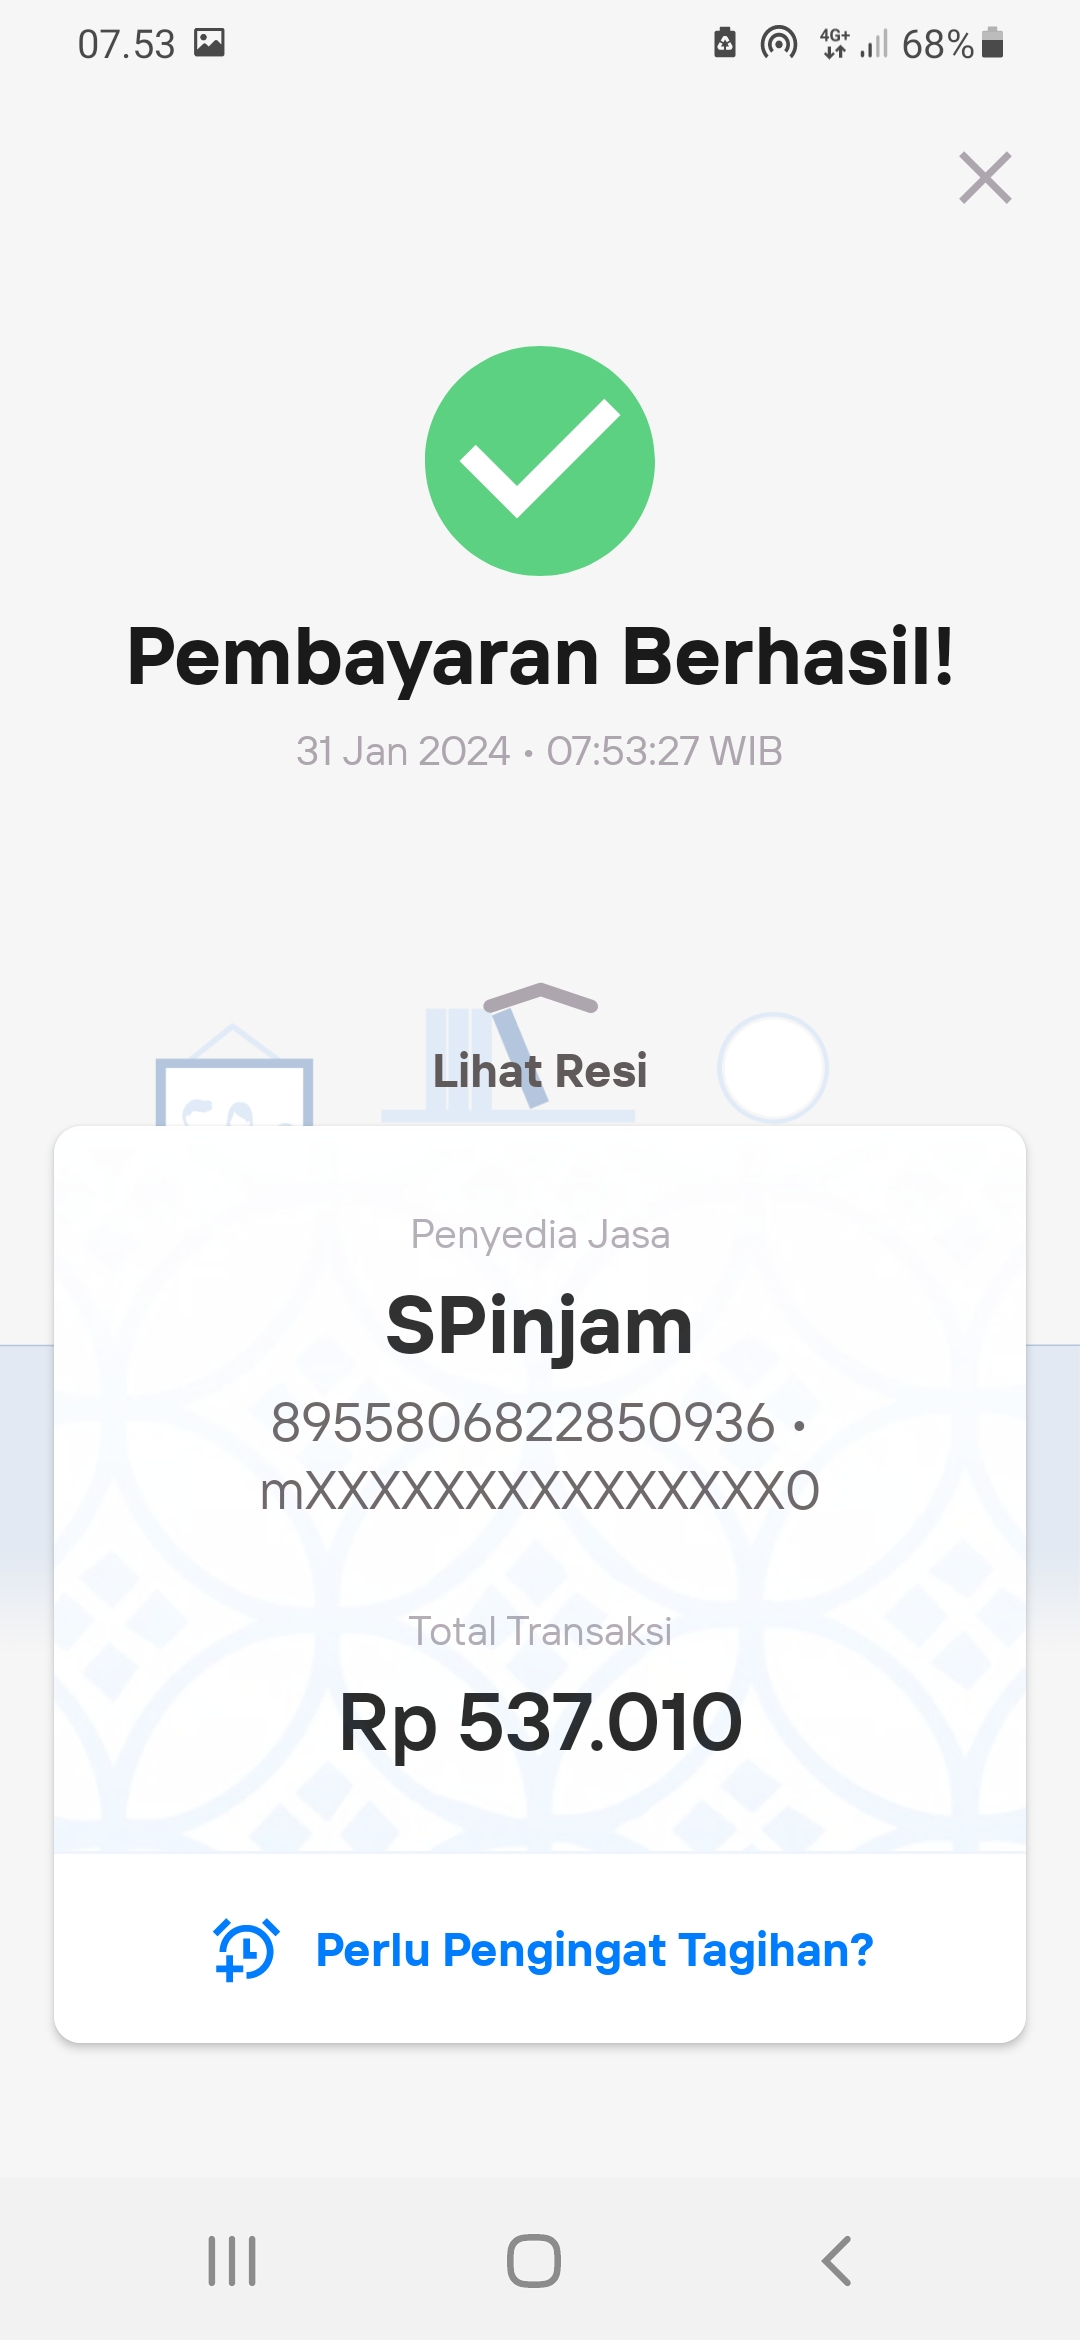 07.53
4G+ 68%
Pembayaran Berhasil!
31 Jan 2024 • 07:53:27 WIB
Lihat Resi
Penyedia Jasa
SPinjam
8955806822850936 •
mXXXXXXXXXXXXXXX0
Total Transaksi
Rp 537.010
Perlu Pengingat Tagihan?